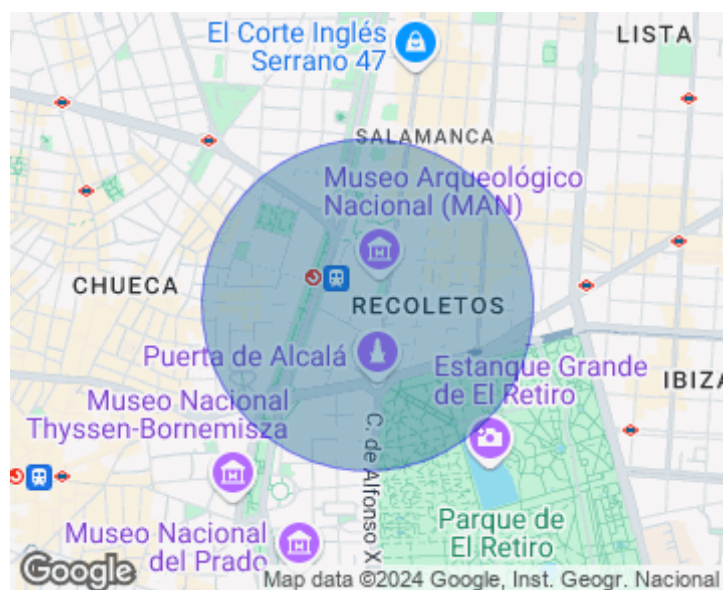 El Corte Inglés
Serrano 47
LISTA
SALAMANCA
Museo Arqueológico
Nacional (MAN)
CHUECA
RECOLETOS
Puerta de Alcalá
Estanque Grande
de El Retiro
IBIZA
Museo Nacional
Thyssen-Bornemisza
C. de Alfonso X
Museo Nacional
del Prado
Parque de
El Retiro
Google
Map data ©2024 Google, Inst. Geogr. Nacional